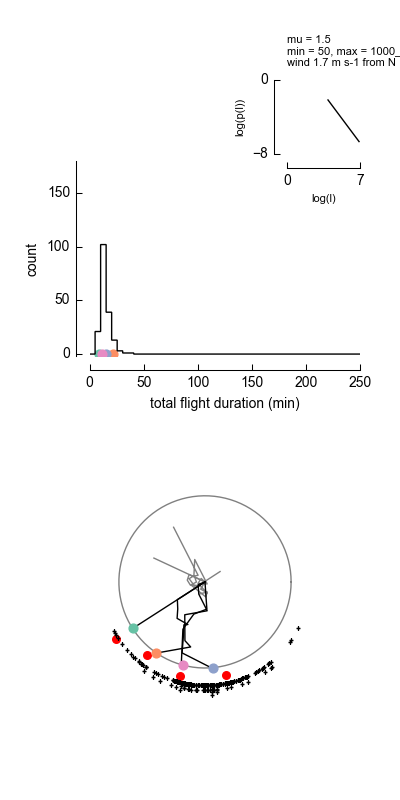 mu = 1.5
min = 50, max = 1000_
wind 1.7 m s-1 from N
0
log(p(l))
−8
0
7
log(l)
150
count
100
50
0
0
50
100
150
200
250
total flight duration (min)